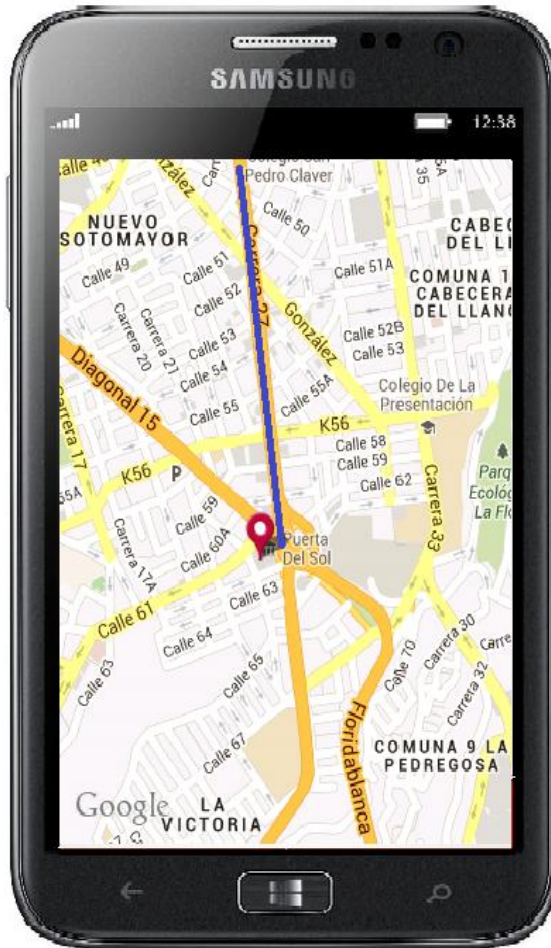 SAMSUNG
12:38
Pedro Claver
NUEVO
SOTOMAYOR
González
Calle 50
Carrera 27
Calle 49
Calle 51
Calle 52
Calle 51A
CABEC
DEL LL
COMUNA 1
CABECERA
DEL LLAN
35
Carrera 20
Carrera 21
Calle 53
Calle 54
González
Calle 52B
Calle 53
Diagonal 15
Calle 55
Calle 55A
Colegio De La
Presentación
Carrera 17
K56
K56
Calle 58
Calle 59
Calle 62
P
55A
Calle 59
Calle 60A
Carrera 33
Parq
Ecológ
La Flo
Carrera 17A
Puerta
Del Sol
Calle 61
Calle 63
Calle 64
Calle 63
Calle 65
Calle 70
Carrera 30
Carrera 32
Carre
Calle 67
Floridablanca
COMUNA 9 LA
PEDREGOSA
Google
LA
VICTORIA